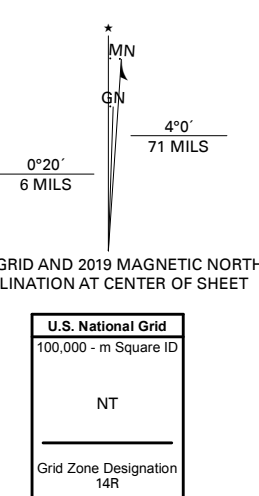 ★
MN
GN
4°0´
71 MILS
0°20´
6 MILS
GRID AND 2019 MAGNETIC NORTH
LINATION AT CENTER OF SHEET
U.S. National Grid
100,000 - m Square ID
NT
Grid Zone Designation
14R